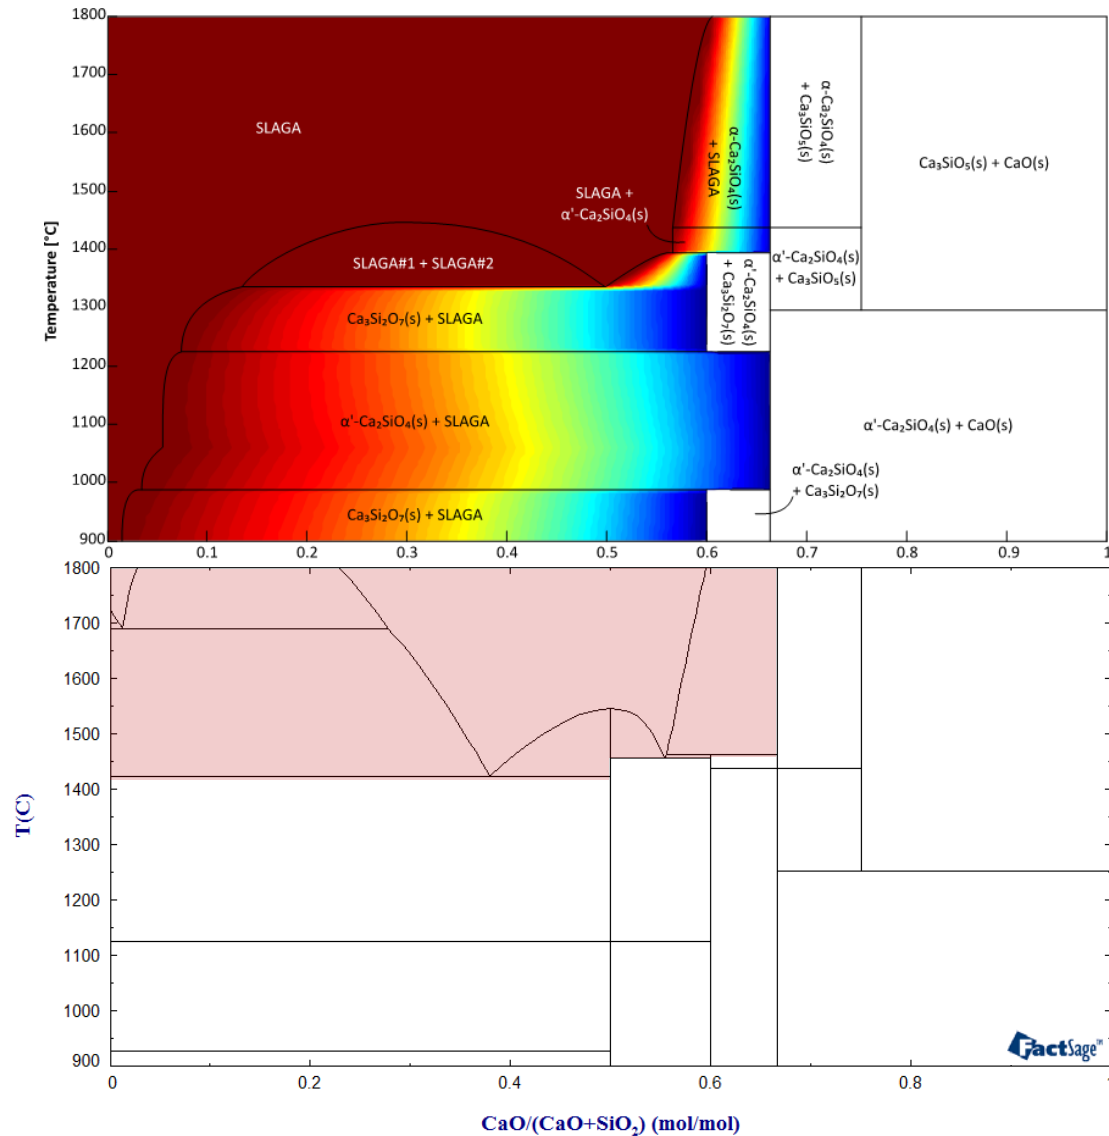 1800
1700
1600
1500
1400
1300
1200
1100
1000
900
Temperature [°C]
SLAGA
SLAGA +
α'-Ca₂SiO₄(s)
α-Ca₂SiO₄(s)
+ SLAGA
α-Ca₂SiO₄(s)
+ Ca₃SiO₅(s)
Ca₃SiO₅(s) + CaO(s)
SLAGA#1 + SLAGA#2
α'-Ca₂SiO₄(s)
+ Ca₃Si₂O₇(s)
α'-Ca₂SiO₄(s)
+ Ca₃SiO₅(s)
Ca₃Si₂O₇(s) + SLAGA
α'-Ca₂SiO₄(s) + SLAGA
α'-Ca₂SiO₄(s) + CaO(s)
α'-Ca₂SiO₄(s)
+ Ca₃Si₂O₇(s)
Ca₃Si₂O₇(s) + SLAGA
0 0.1 0.2 0.3 0.4 0.5 0.6 0.7 0.8 0.9 1
1800
1700
1600
1500
1400
1300
1200
1100
1000
900
T(C)
FactSage™
0 0.2 0.4 0.6 0.8
CaO/(CaO+SiO₂) (mol/mol)